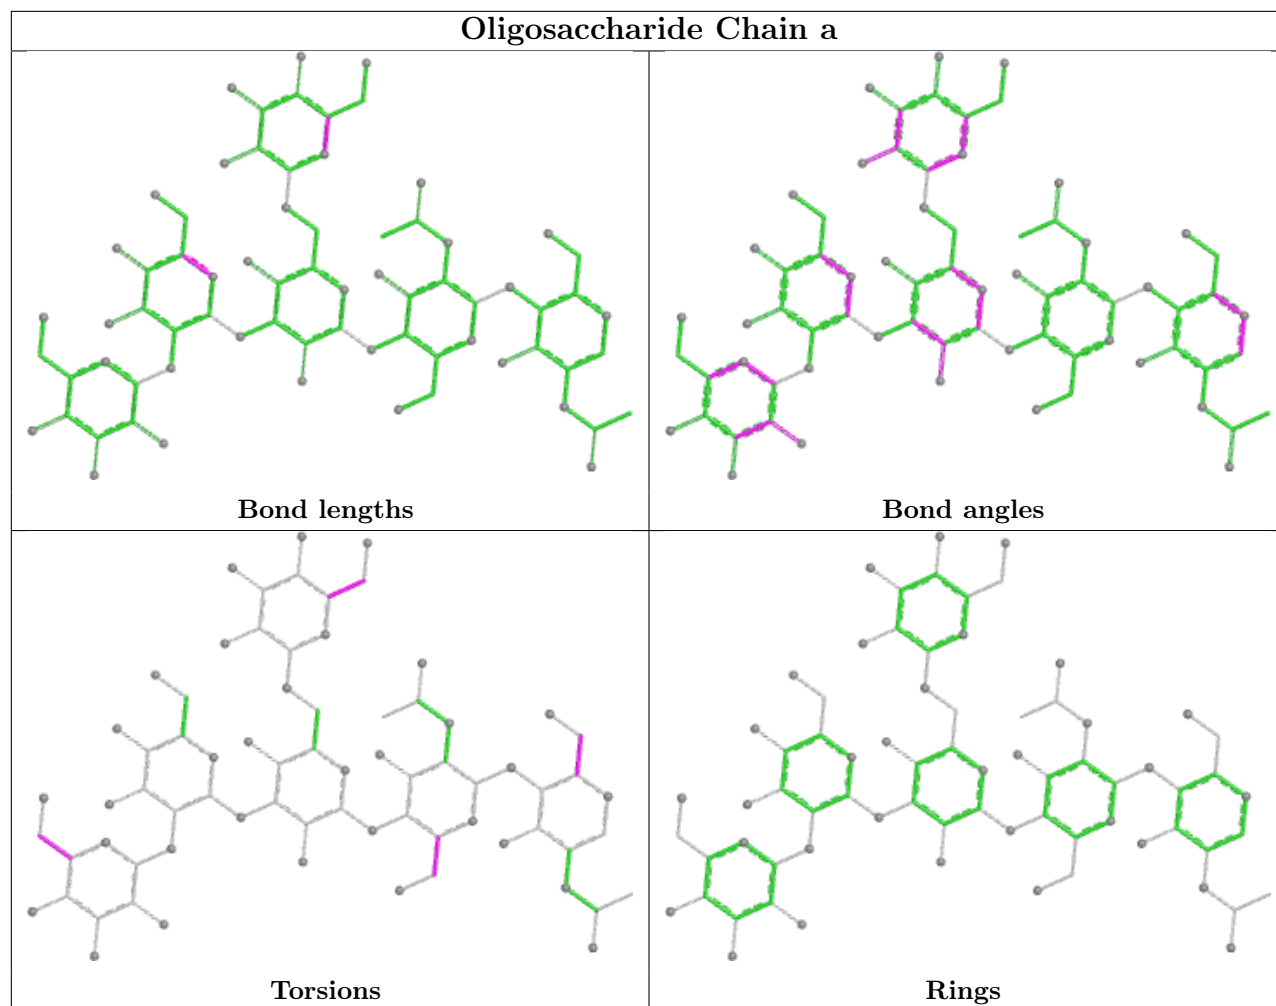 Oligosaccharide Chain a
Bond lengths
Bond angles
Torsions
Rings